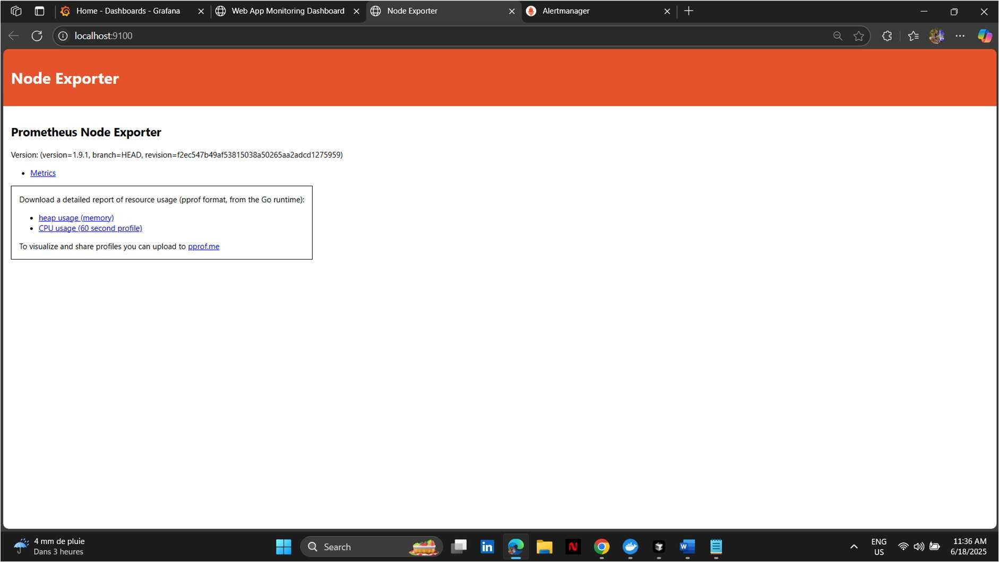 Home - Dashboards - Grafana
Web App Monitoring Dashboard
Node Exporter
Alertmanager
localhost:9100
Node Exporter
Prometheus Node Exporter
Version: (version=1.9.1, branch=HEAD, revision=f2ec547b49af53815038a50265aa2adcd1275959)
Metrics
Download a detailed report of resource usage (pprof format, from the Go runtime):
heap usage (memory)
CPU usage (60 second profile)
To visualize and share profiles you can upload to pprof.me
4 mm de pluie
Dans 3 heures
Search
ENG
US
11:36 AM
6/18/2025